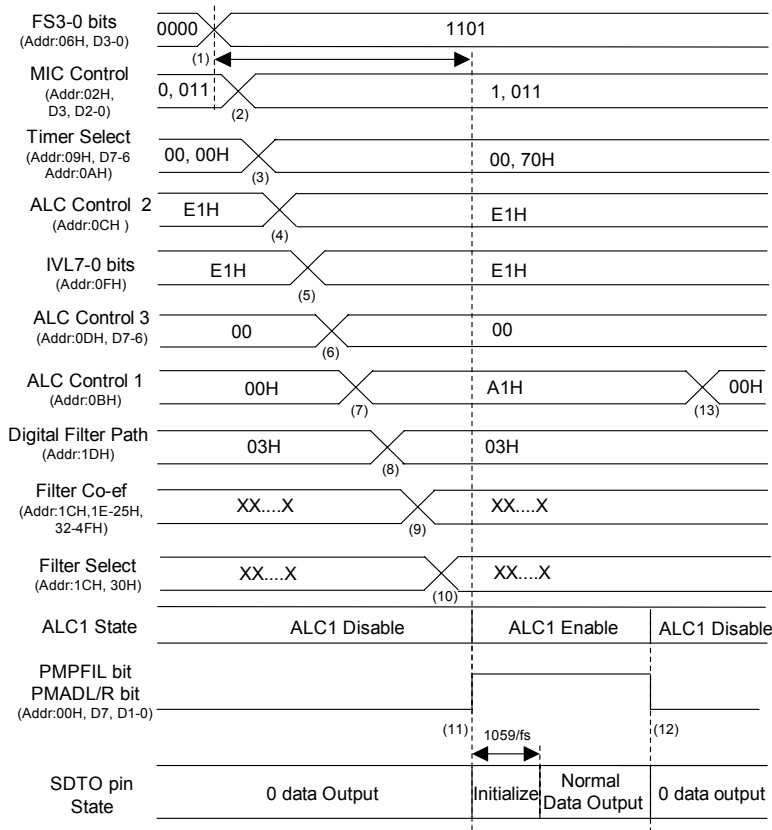 FS3-0 bits
(Addr:06H, D3-0)
0000
1101
(1)
MIC Control
(Addr:02H,
D3, D2-0)
0, 011
1, 011
(2)
Timer Select
(Addr:09H, D7-6
Addr:0AH)
00, 00H
00, 70H
(3)
ALC Control 2
(Addr:0CH )
E1H
E1H
(4)
IVL7-0 bits
(Addr:0FH)
E1H
E1H
(5)
ALC Control 3
(Addr:0DH, D7-6)
00
00
(6)
ALC Control 1
(Addr:0BH)
00H
A1H
00H
(7)
(13)
Digital Filter Path
(Addr:1DH)
03H
03H
(8)
Filter Co-ef
(Addr:1CH,1E-25H,
32-4FH)
XX....X
XX....X
(9)
Filter Select
(Addr:1CH, 30H)
XX....X
XX....X
(10)
ALC1 State
ALC1 Disable
ALC1 Enable
ALC1 Disable
PMPFIL bit
PMADL/R bit
(Addr:00H, D7, D1-0)
(11)
1059/fs
(12)
SDTO pin
State
0 data Output
Initialize
Normal
Data Output
0 data output